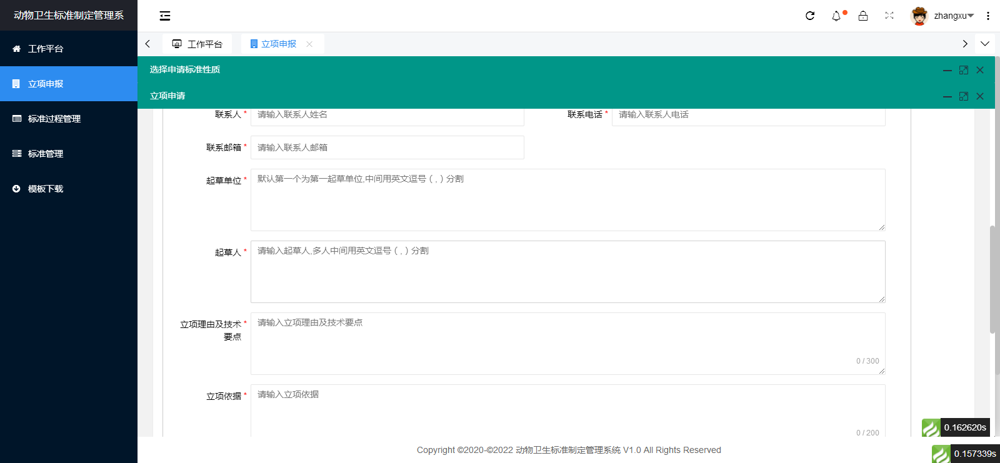 动物卫生标准制定管理系
zhangxu
工作平台
立项申报
标准过程管理
标准管理
模板下载
工作平台
立项申报
选择申请标准性质
立项申请
联系人 *
请输入联系人姓名
联系电话 *
请输入联系人电话
联系邮箱 *
请输入联系人邮箱
起草单位 *
默认第一个为第一起草单位,中间用英文逗号 ( , ) 分割
起草人 *
请输入起草人,多人中间用英文逗号 ( , ) 分割
立项理由及技术 *
要点
请输入立项理由及技术要点
0 / 300
立项依据 *
请输入立项依据
0 / 200
0.162620s
Copyright ©2020-©2022 动物卫生标准制定管理系统 V1.0 All Rights Reserved
0.157339s